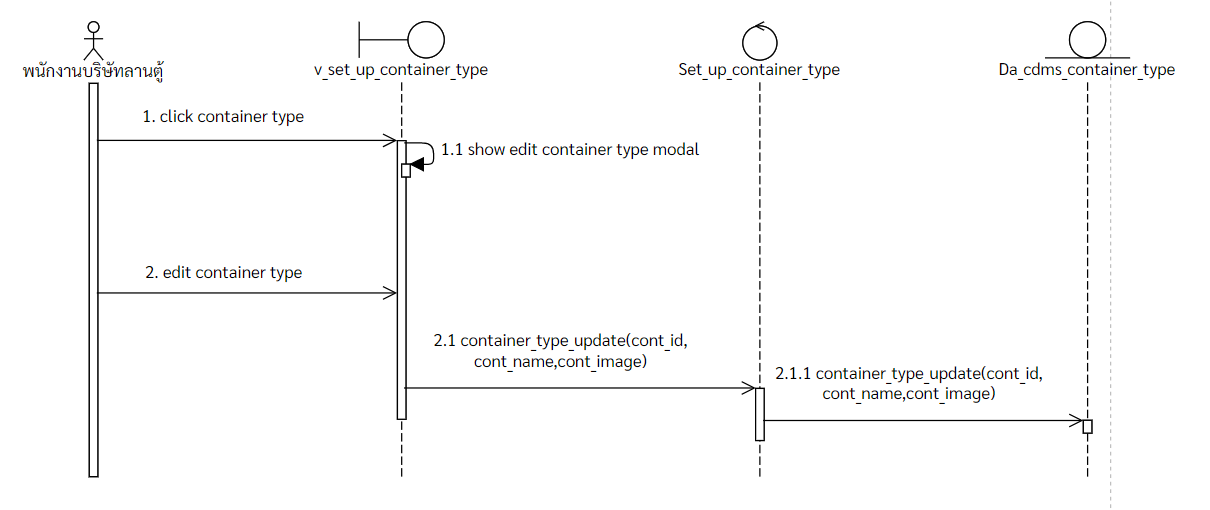 พนักงานบริษัทลานตู้
v_set_up_container_type
Set_up_container_type
Da_cdms_container_type
1. click container type
1.1 show edit container type modal
2. edit container type
2.1 container_type_update(cont_id,
cont_name,cont_image)
2.1.1 container_type_update(cont_id,
cont_name,cont_image)